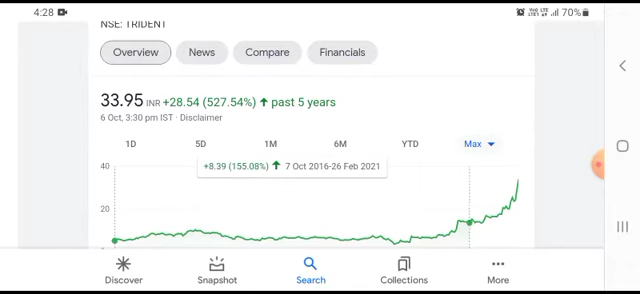 4:28 70%
NSE: TRIDENT
Overview News Compare Financials
33.95 INR +28.54 (527.54%) ↑ past 5 years
6 Oct, 3:30 pm IST · Disclaimer
1D 5D 1M 6M YTD Max
+8.39 (155.08%) ↑ 7 Oct 2016-26 Feb 2021
40
20
Discover Snapshot Search Collections More